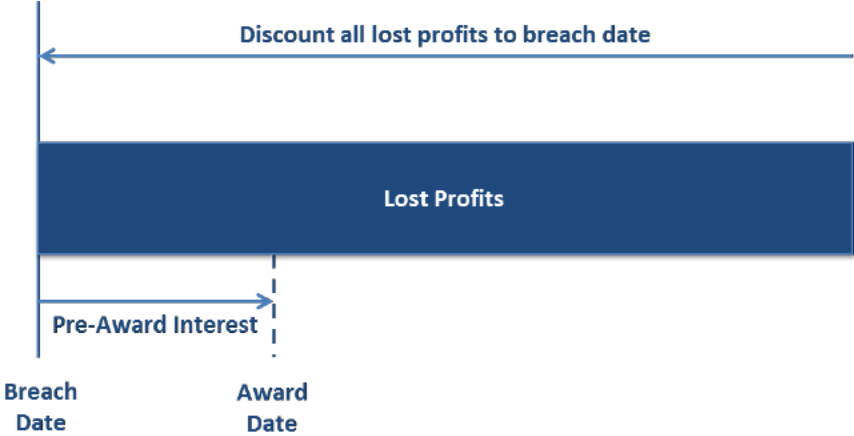 Discount all lost profits to breach date
Lost Profits
Pre-Award Interest
Breach
Date
Award
Date